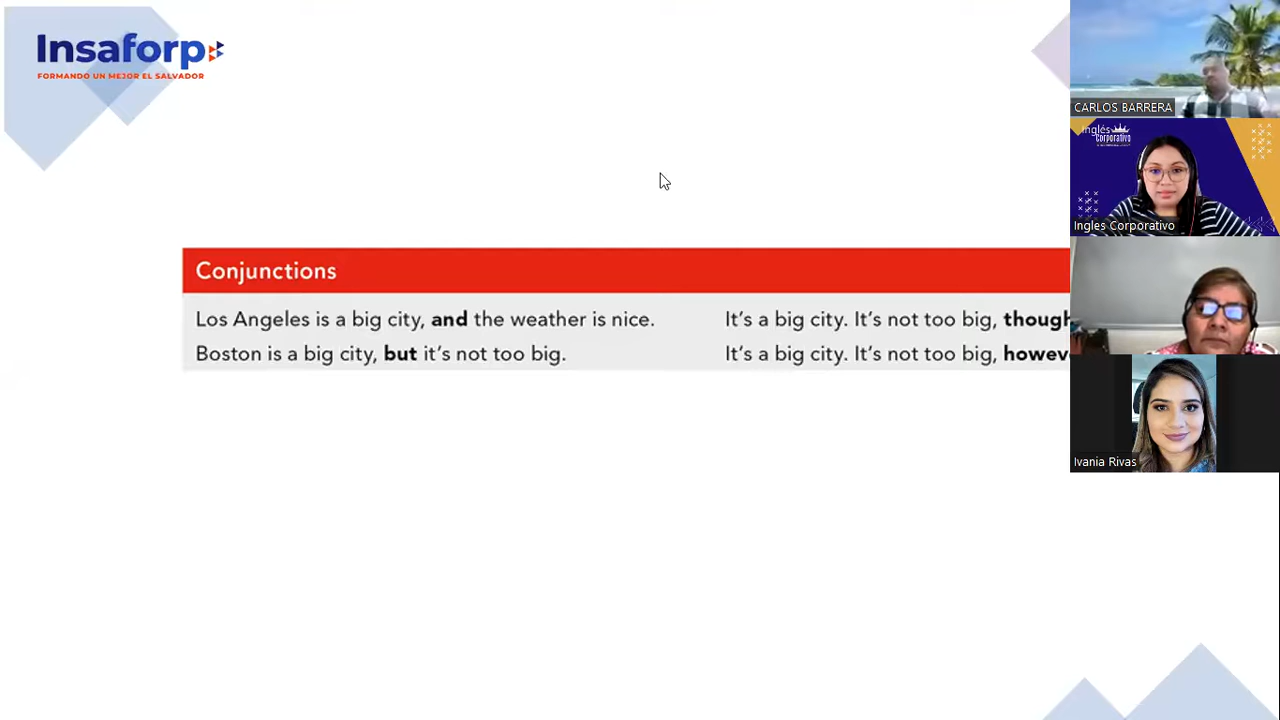 Insaforp
FORMANDO UN MEJOR EL SALVADOR
Conjunctions
Los Angeles is a big city, and the weather is nice.
It's a big city. It's not too big, though
Boston is a big city, but it's not too big.
It's a big city. It's not too big, howev
CARLOS BARRERA
Inglés
Corporativo
Ingles Corporativo
Ivania Rivas